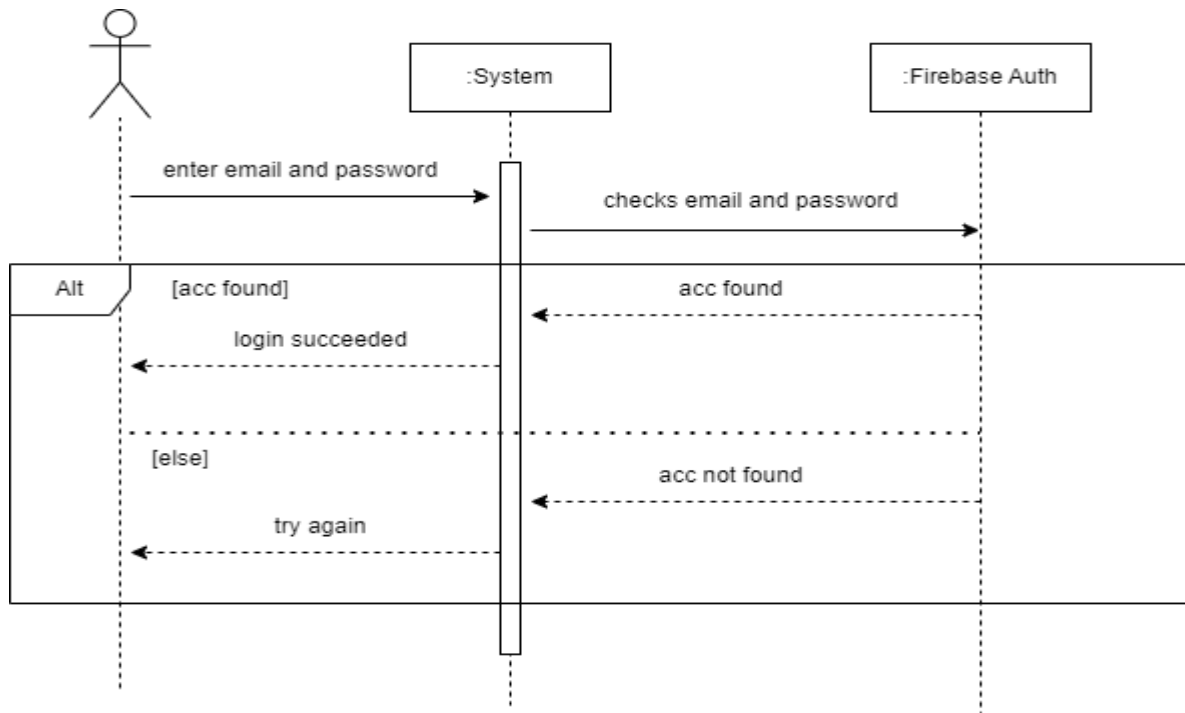 :System
:Firebase Auth
enter email and password
checks email and password
Alt
[acc found]
acc found
login succeeded
[else]
acc not found
try again